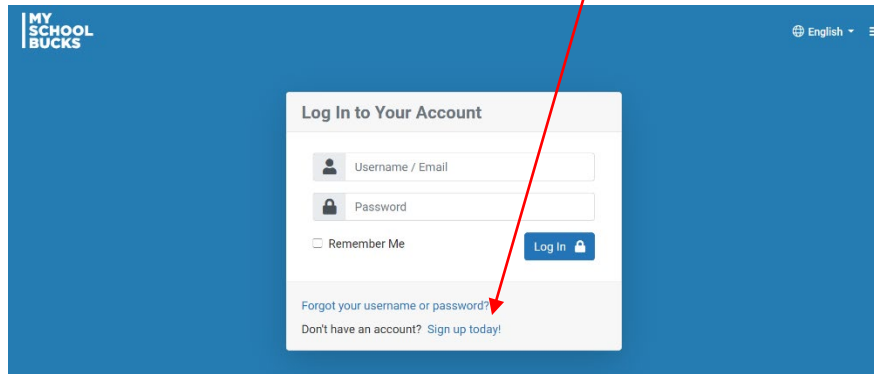 MY
SCHOOL
BUCKS
English
Log In to Your Account
Username / Email
Password
Remember Me
Log In
Forgot your username or password?
Don't have an account? Sign up today!